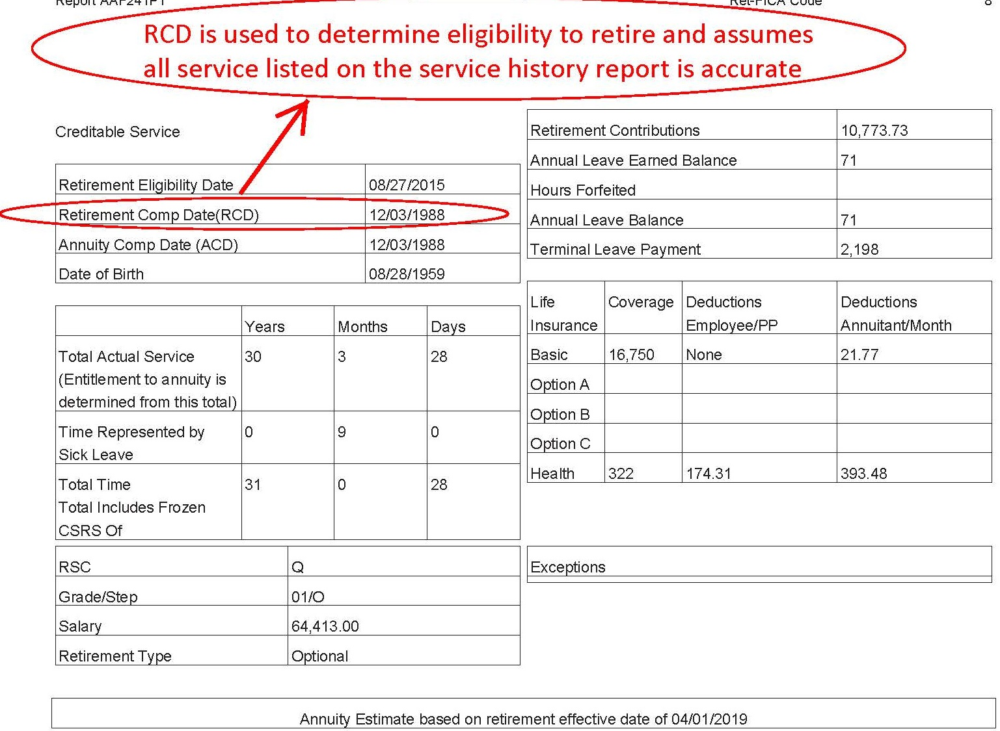 Report AAP241P1
Ret-FICA Code 8
RCD is used to determine eligibility to retire and assumes
all service listed on the service history report is accurate
Creditable Service
Retirement Eligibility Date 08/27/2015
Retirement Comp Date(RCD) 12/03/1988
Annuity Comp Date (ACD) 12/03/1988
Date of Birth 08/28/1959
Years Months Days
Total Actual Service 30 3 28
(Entitlement to annuity is
determined from this total)
Time Represented by 0 9 0
Sick Leave
Total Time 31 0 28
Total Includes Frozen
CSRS Of
RSC Q
Grade/Step 01/O
Salary 64,413.00
Retirement Type Optional
Retirement Contributions 10,773.73
Annual Leave Earned Balance 71
Hours Forfeited
Annual Leave Balance 71
Terminal Leave Payment 2,198
Life Coverage Deductions Deductions
Insurance Employee/PP Annuitant/Month
Basic 16,750 None 21.77
Option A
Option B
Option C
Health 322 174.31 393.48
Exceptions
Annuity Estimate based on retirement effective date of 04/01/2019